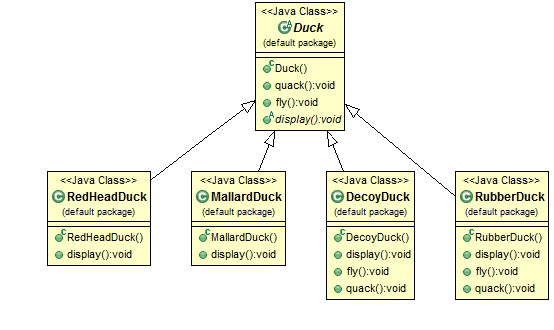 <<Java Class>>
Duck
(default package)
Duck()
quack():void
fly():void
display():void
<<Java Class>>
RedHeadDuck
(default package)
RedHeadDuck()
display():void
<<Java Class>>
MallardDuck
(default package)
MallardDuck()
display():void
<<Java Class>>
DecoyDuck
(default package)
DecoyDuck()
display():void
fly():void
quack():void
<<Java Class>>
RubberDuck
(default package)
RubberDuck()
display():void
fly():void
quack():void